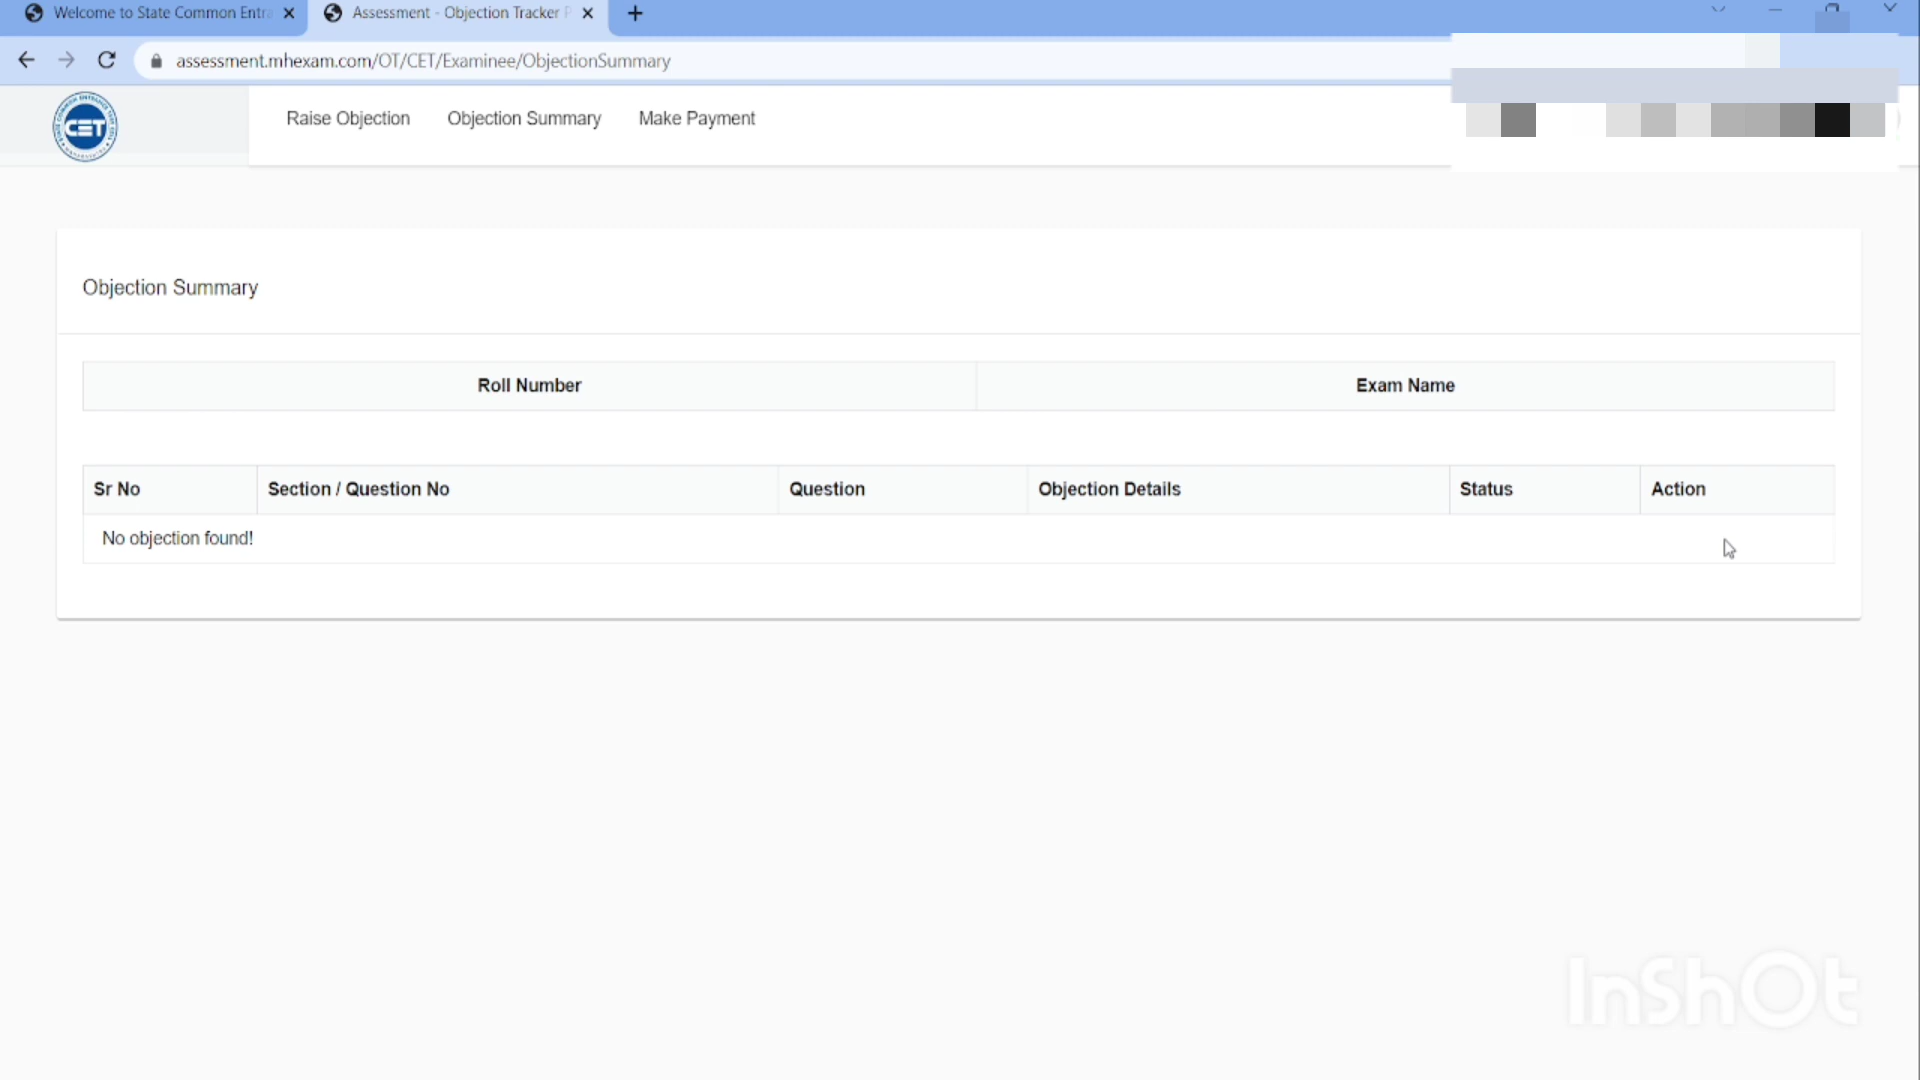 Welcome to State Common Entra
Assessment - Objection Tracker P
assessment.mhexam.com/OT/CET/Examinee/ObjectionSummary
CET
Raise Objection
Objection Summary
Make Payment
Objection Summary
Roll Number
Exam Name
Sr No
Section / Question No
Question
Objection Details
Status
Action
No objection found!
InShOt